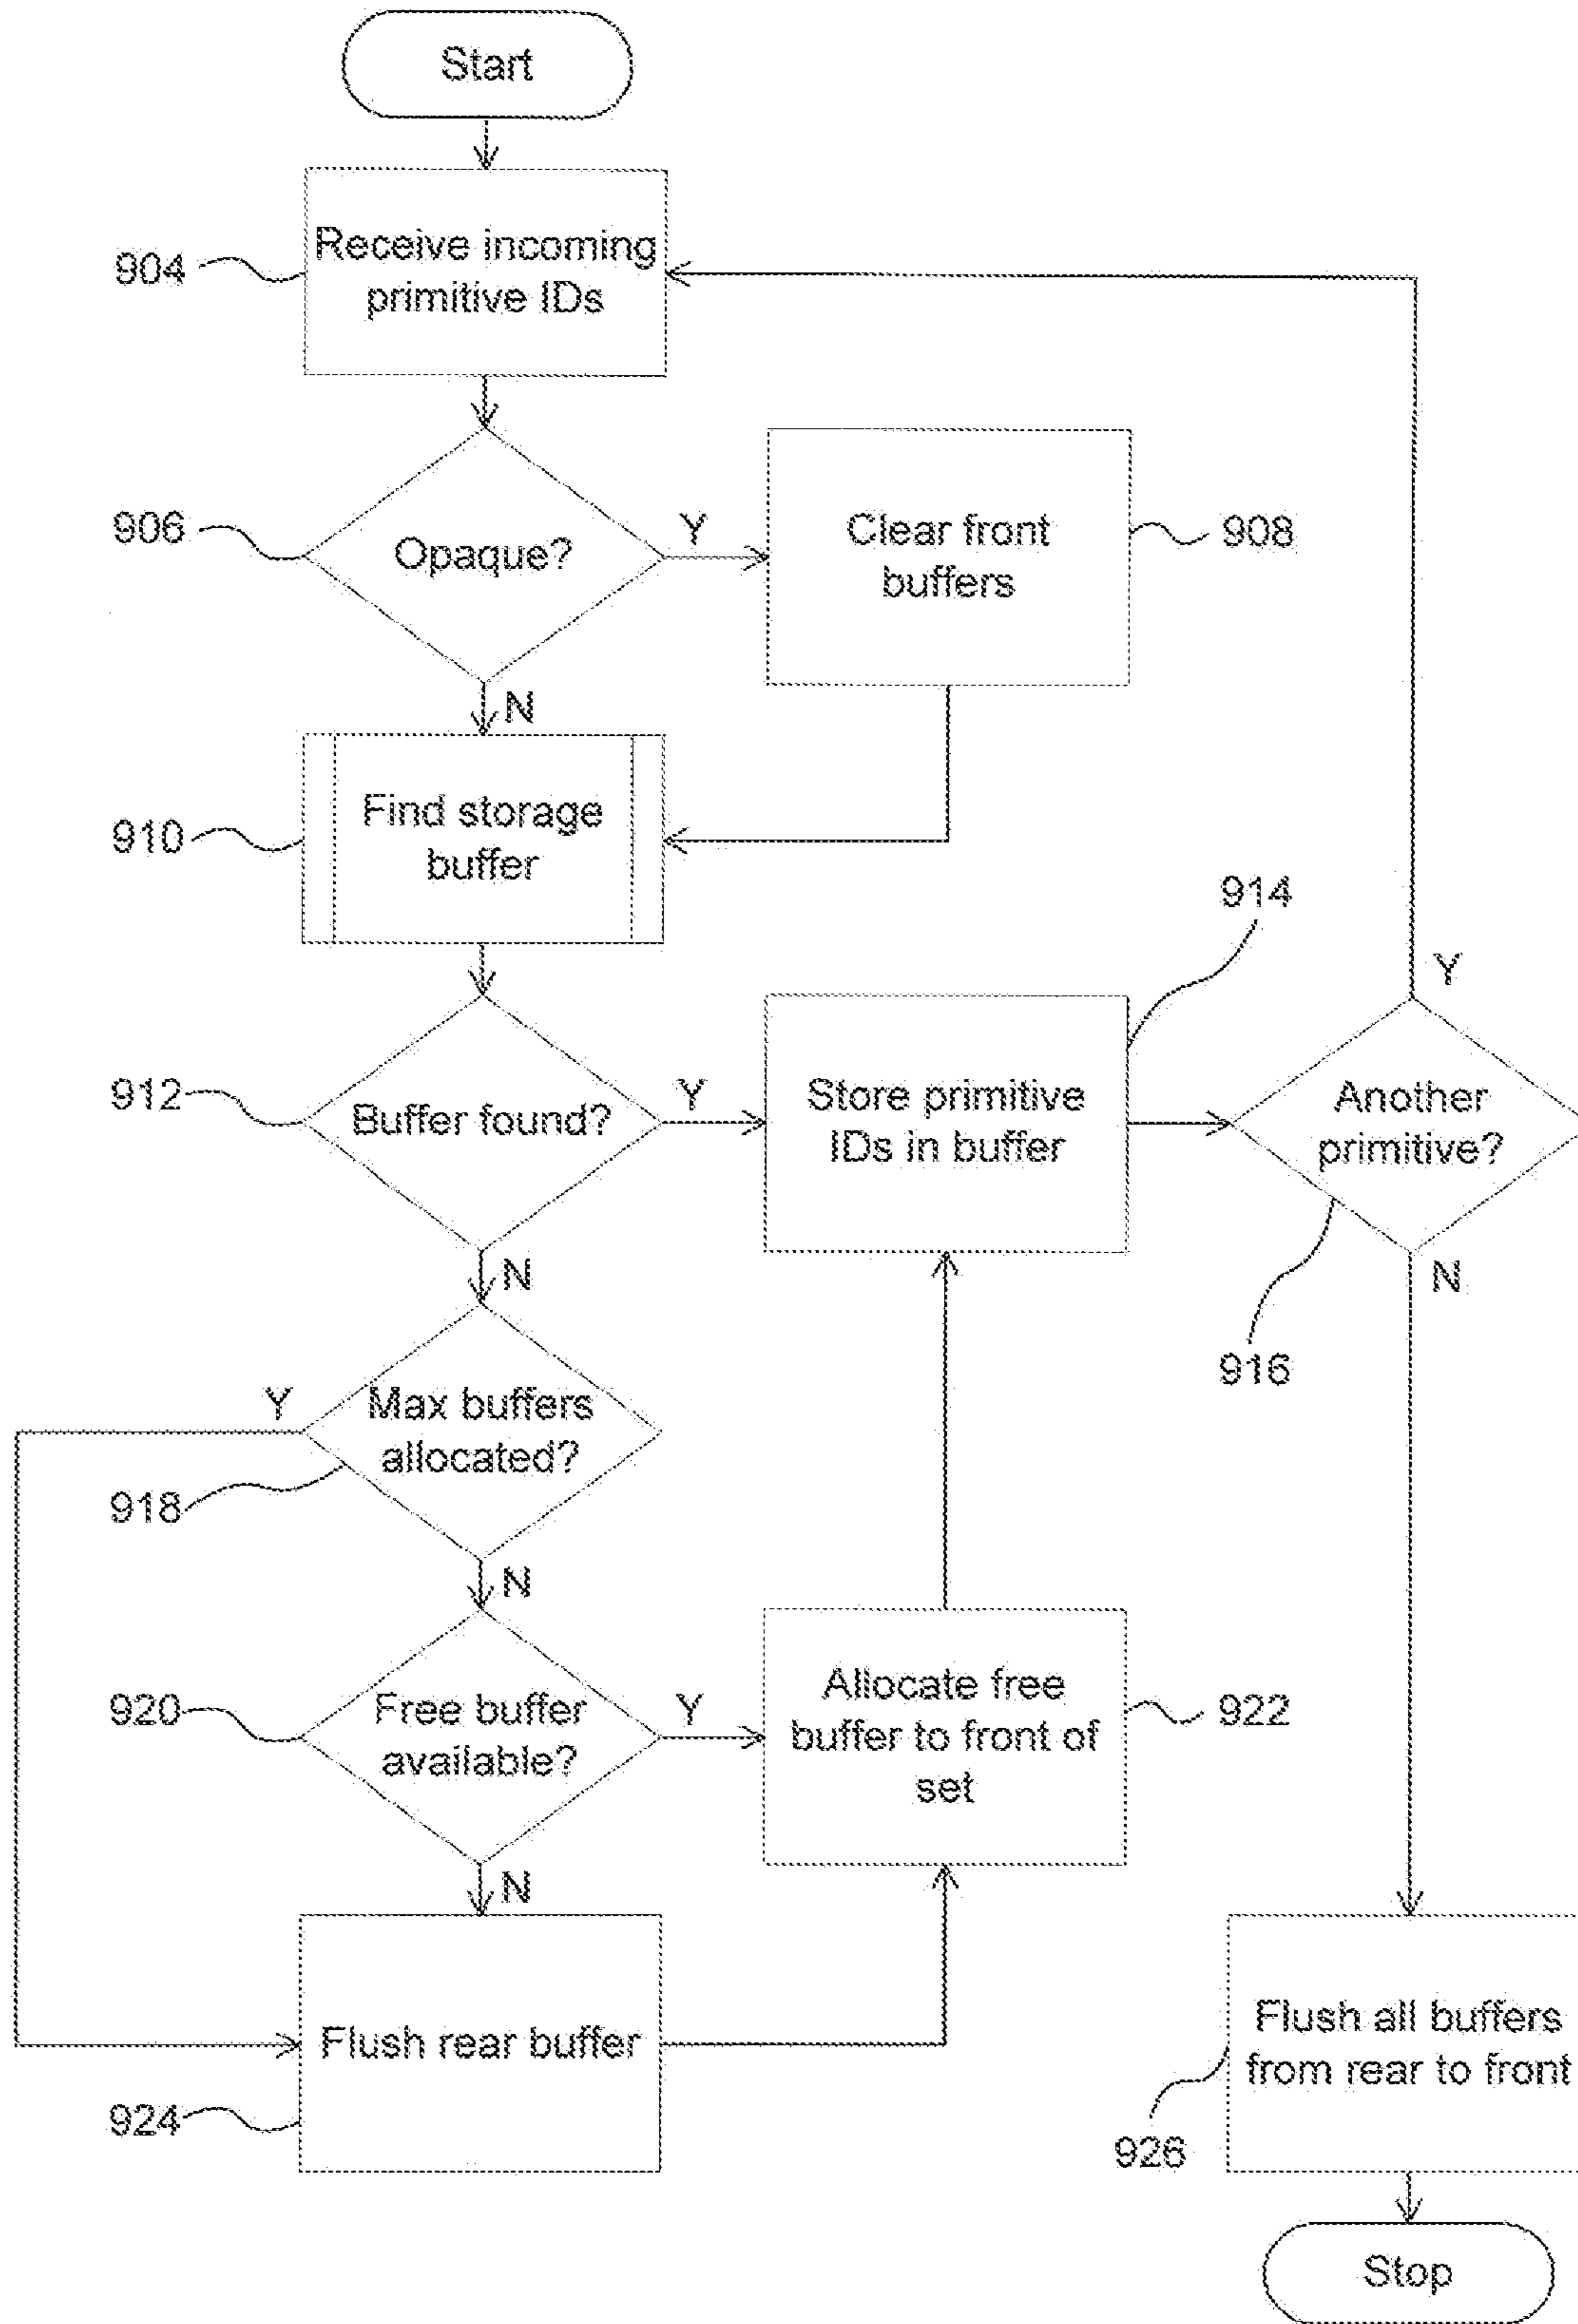 Start
904
Receive incoming
primitive IDs
906
Opaque?
Y
Clear front
buffers
908
N
910
Find storage
buffer
914
912
Buffer found?
Y
Store primitive
IDs in buffer
Y
Another
primitive?
916
N
N
Y
Max buffers
allocated?
918
N
920
Free buffer
available?
Y
Allocate free
buffer to front of
set
922
N
Flush rear buffer
924
Flush all buffers
from rear to front
926
Stop